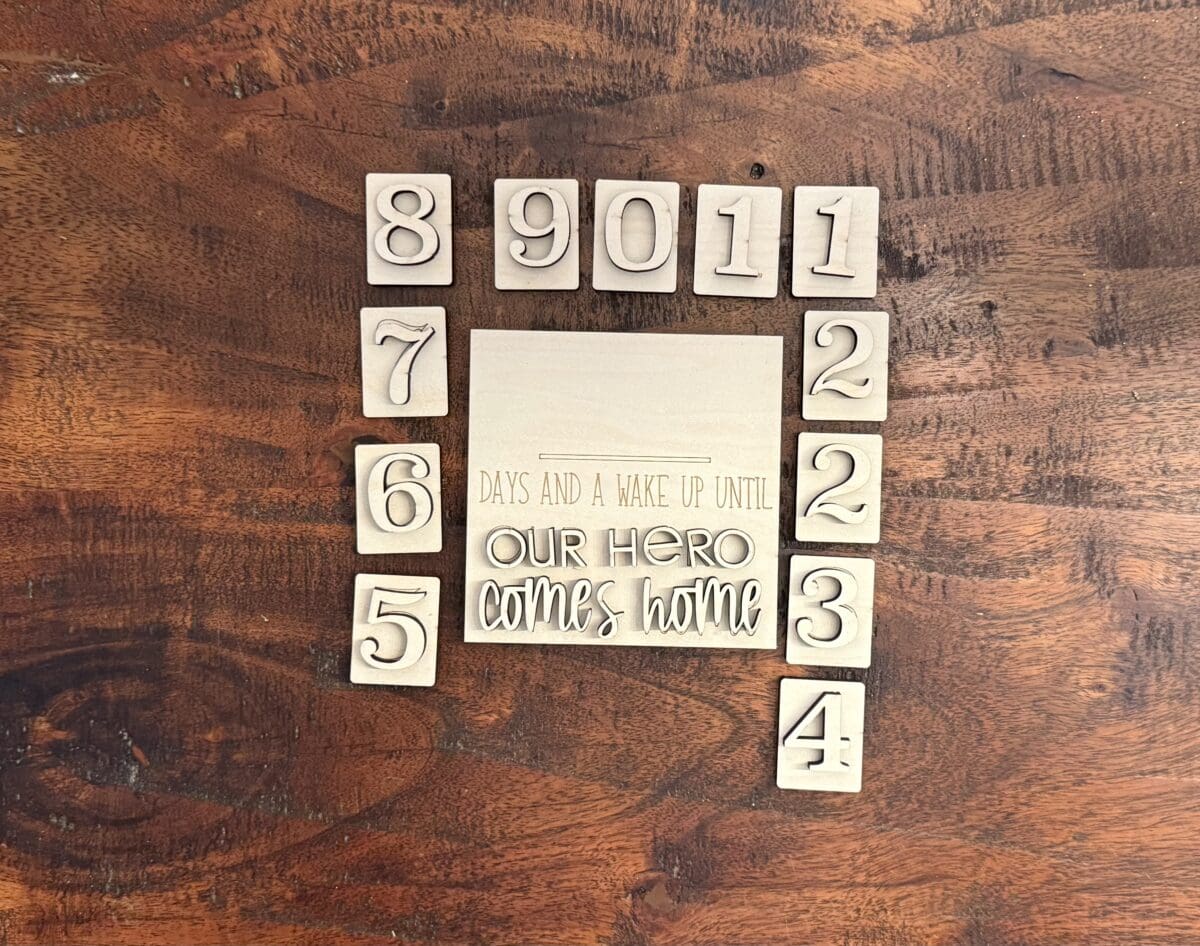 8 9 0 1 1
7 2
6 2
5 3
4
DAYS AND A WAKE UP UNTIL
OUR HERO
comes home